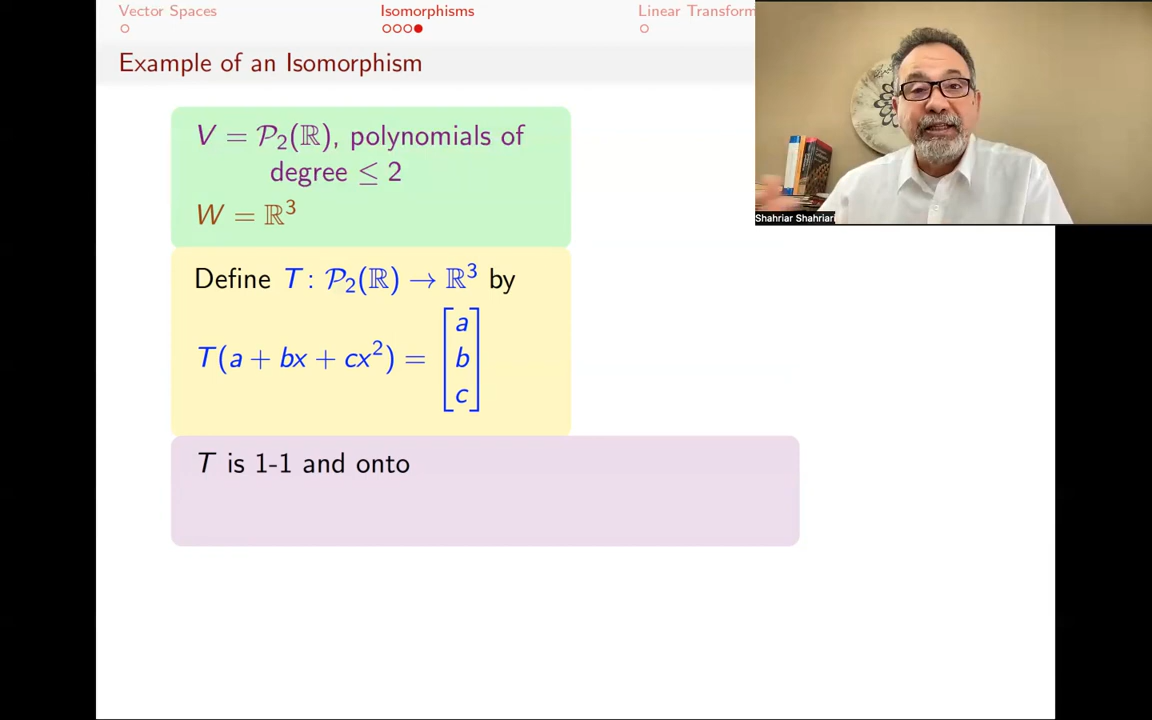 Vector Spaces
Isomorphisms
Linear Transform
Example of an Isomorphism
V = 𝒫₂(ℝ), polynomials of
degree ≤ 2
W = ℝ³
Define T : 𝒫₂(ℝ) → ℝ³ by
T(a + bx + cx²) = [a b c]
T is 1-1 and onto
Shahriar Shahriari